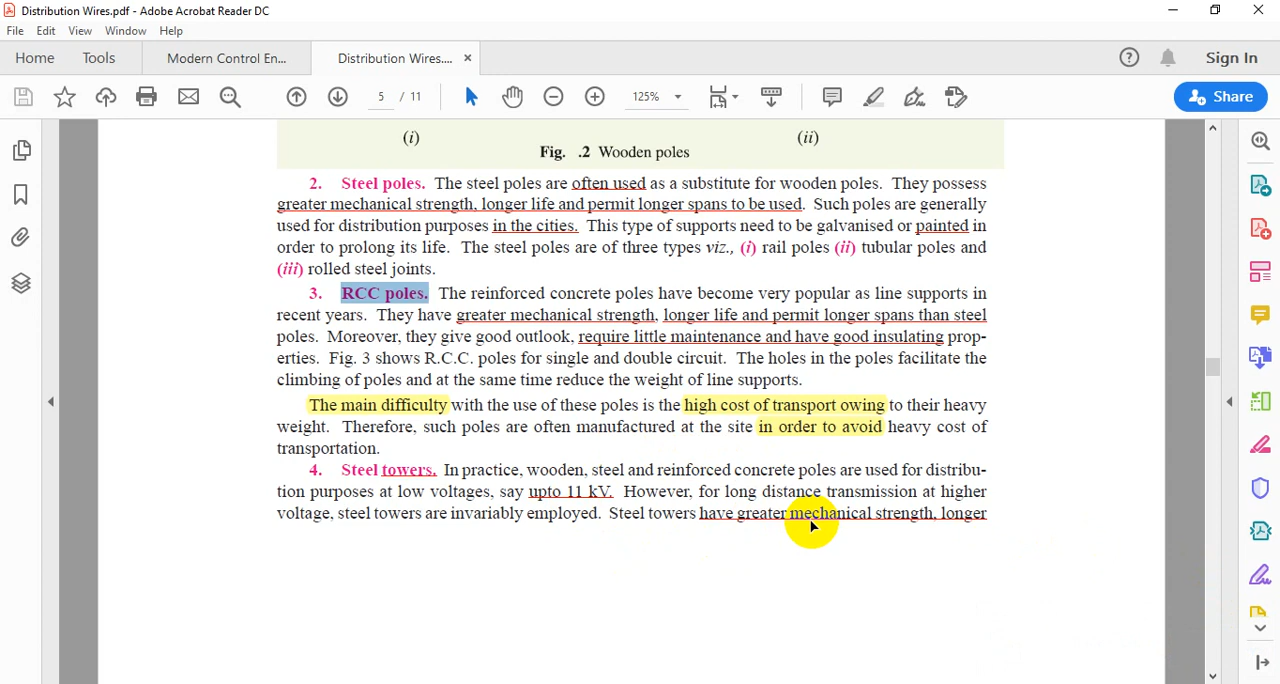 Distribution Wires.pdf - Adobe Acrobat Reader DC
File Edit View Window Help
Home Tools Modern Control En... Distribution Wires.... × Sign In
5 / 11 125% Share
(i) (ii)
Fig. .2 Wooden poles
2. Steel poles. The steel poles are often used as a substitute for wooden poles. They possess
greater mechanical strength, longer life and permit longer spans to be used. Such poles are generally
used for distribution purposes in the cities. This type of supports need to be galvanised or painted in
order to prolong its life. The steel poles are of three types viz., (i) rail poles (ii) tubular poles and
(iii) rolled steel joints.
3. RCC poles. The reinforced concrete poles have become very popular as line supports in
recent years. They have greater mechanical strength, longer life and permit longer spans than steel
poles. Moreover, they give good outlook, require little maintenance and have good insulating prop-
erties. Fig. 3 shows R.C.C. poles for single and double circuit. The holes in the poles facilitate the
climbing of poles and at the same time reduce the weight of line supports.
The main difficulty with the use of these poles is the high cost of transport owing to their heavy
weight. Therefore, such poles are often manufactured at the site in order to avoid heavy cost of
transportation.
4. Steel towers. In practice, wooden, steel and reinforced concrete poles are used for distribu-
tion purposes at low voltages, say upto 11 kV. However, for long distance transmission at higher
voltage, steel towers are invariably employed. Steel towers have greater mechanical strength, longer